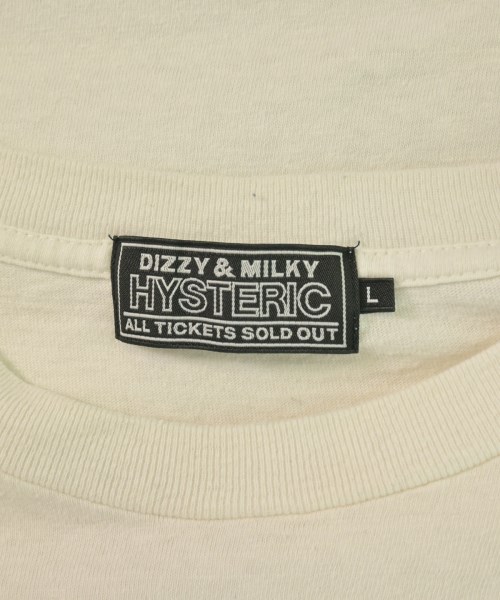 DIZZY & MILKY
HYSTERIC
ALL TICKETS SOLD OUT
L